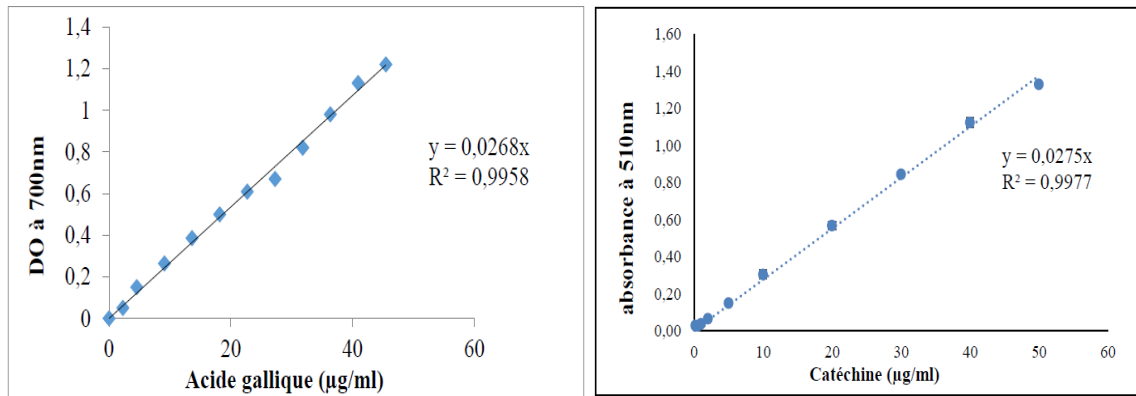 1,4
1,2
1
0,8
0,6
0,4
0,2
0
DO à 700nm
y = 0,0268x
R² = 0,9958
0 20 40 60
Acide gallique (µg/ml)
1,60
1,40
1,20
1,00
0,80
0,60
0,40
0,20
0,00
absorbance à 510nm
y = 0,0275x
R² = 0,9977
0 10 20 30 40 50 60
Catéchine (µg/ml)